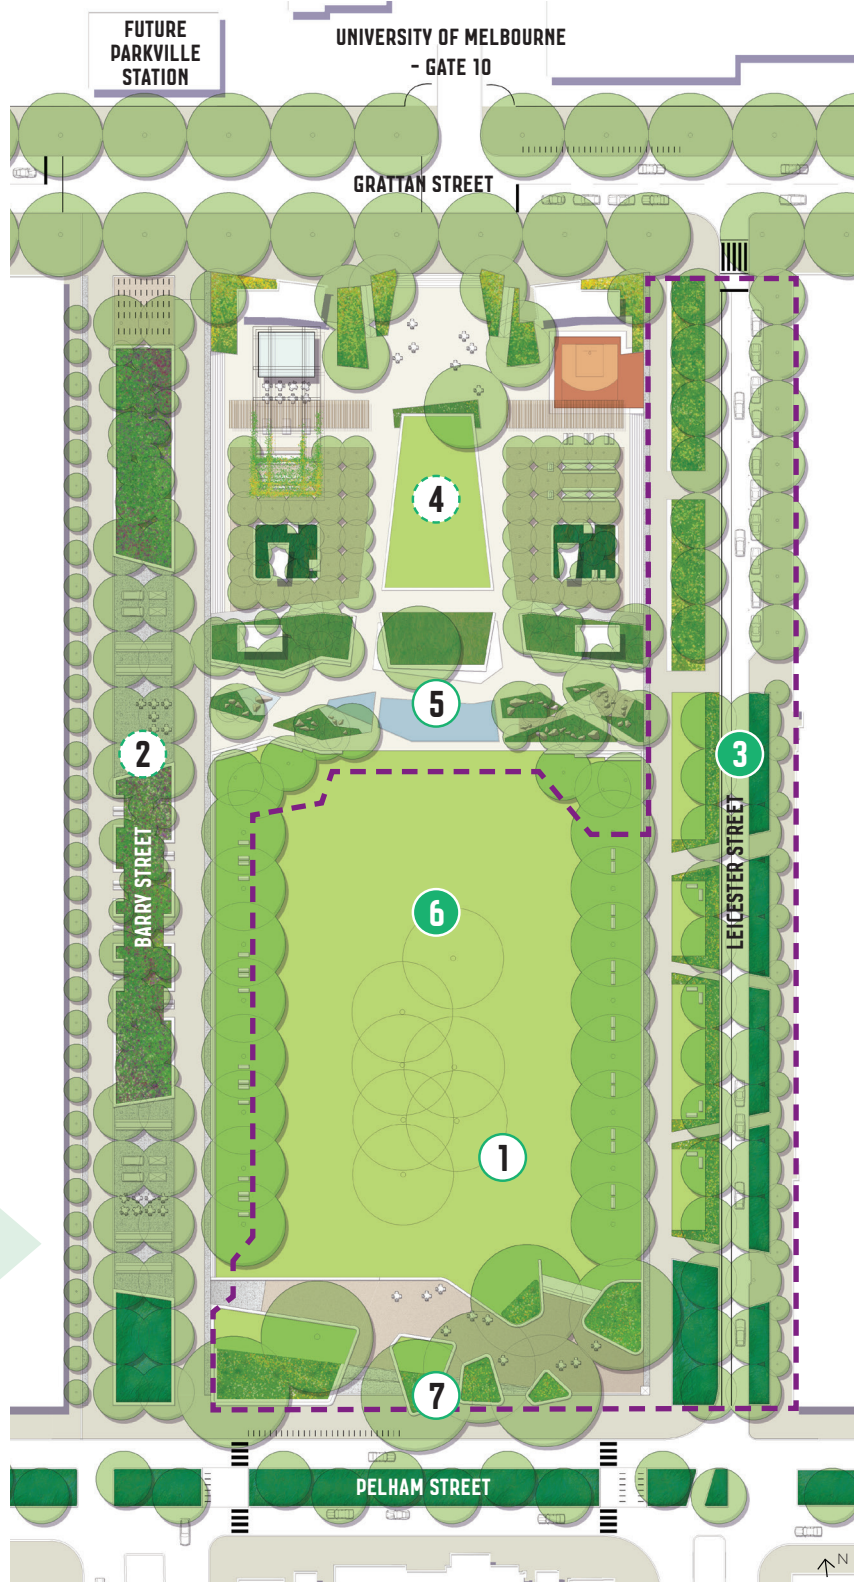 FUTURE
PARKVILLE
STATION
UNIVERSITY OF MELBOURNE
- GATE 10
GRATTAN STREET
4
5
2
3
BARRY STREET
LEICESTER STREET
6
1
7
PELHAM STREET
N